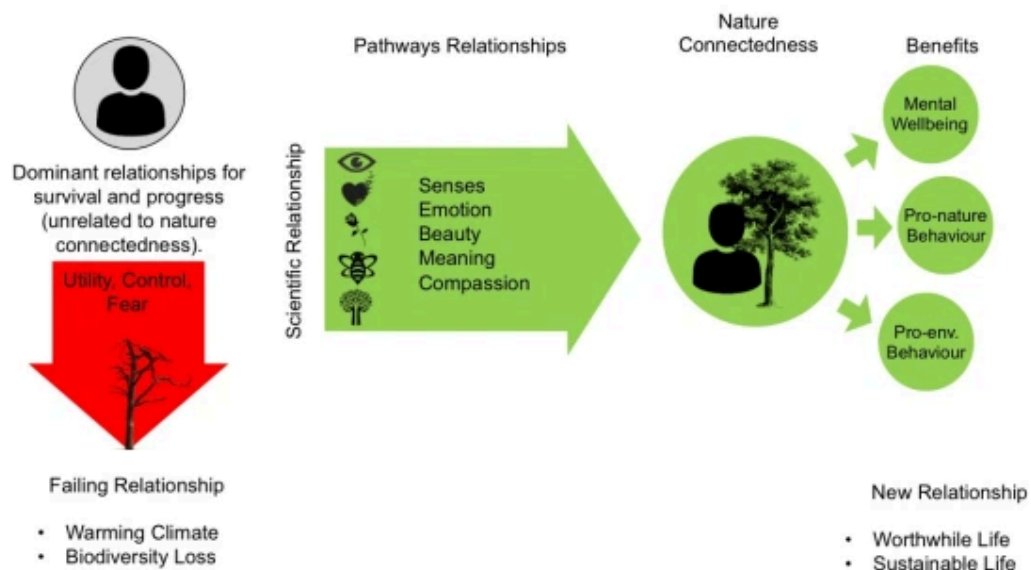 Dominant relationships for
survival and progress
(unrelated to nature
connectedness).
Utility, Control,
Fear
Failing Relationship
• Warming Climate
• Biodiversity Loss
Scientific Relationship
Pathways Relationships
Senses
Emotion
Beauty
Meaning
Compassion
Nature
Connectedness
Benefits
Mental
Wellbeing
Pro-nature
Behaviour
Pro-env.
Behaviour
New Relationship
• Worthwhile Life
• Sustainable Life